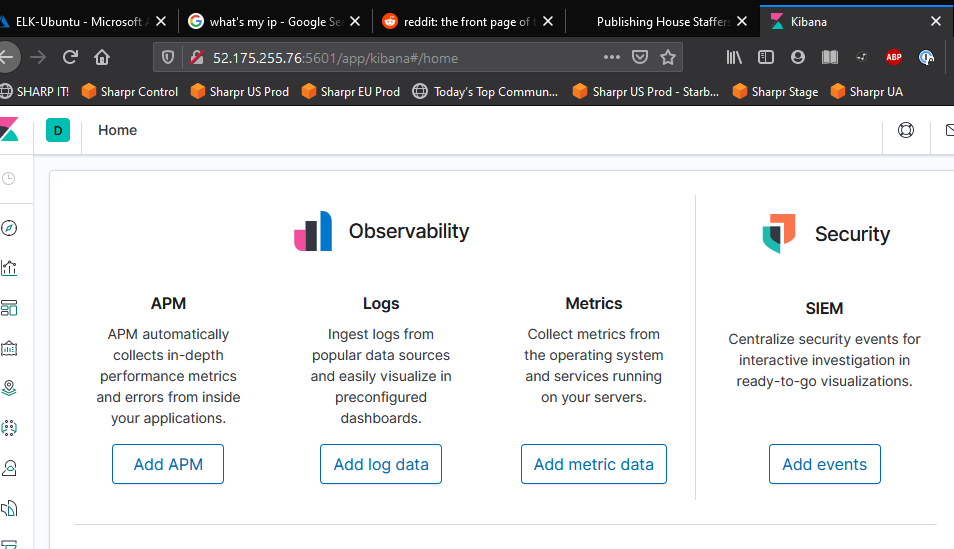 ELK-Ubuntu - Microsoft A
what's my ip - Google Sea
reddit: the front page of t
Publishing House Staffers
Kibana
52.175.255.76:5601/app/kibana#/home
ABP
SHARP IT!
Sharpr Control
Sharpr US Prod
Sharpr EU Prod
Today's Top Commun...
Sharpr US Prod - Starb...
Sharpr Stage
Sharpr UA
D
Home
Observability
Security
APM
APM automatically
collects in-depth
performance metrics
and errors from inside
your applications.
Add APM
Logs
Ingest logs from
popular data sources
and easily visualize in
preconfigured
dashboards.
Add log data
Metrics
Collect metrics from
the operating system
and services running
on your servers.
Add metric data
SIEM
Centralize security events for
interactive investigation in
ready-to-go visualizations.
Add events